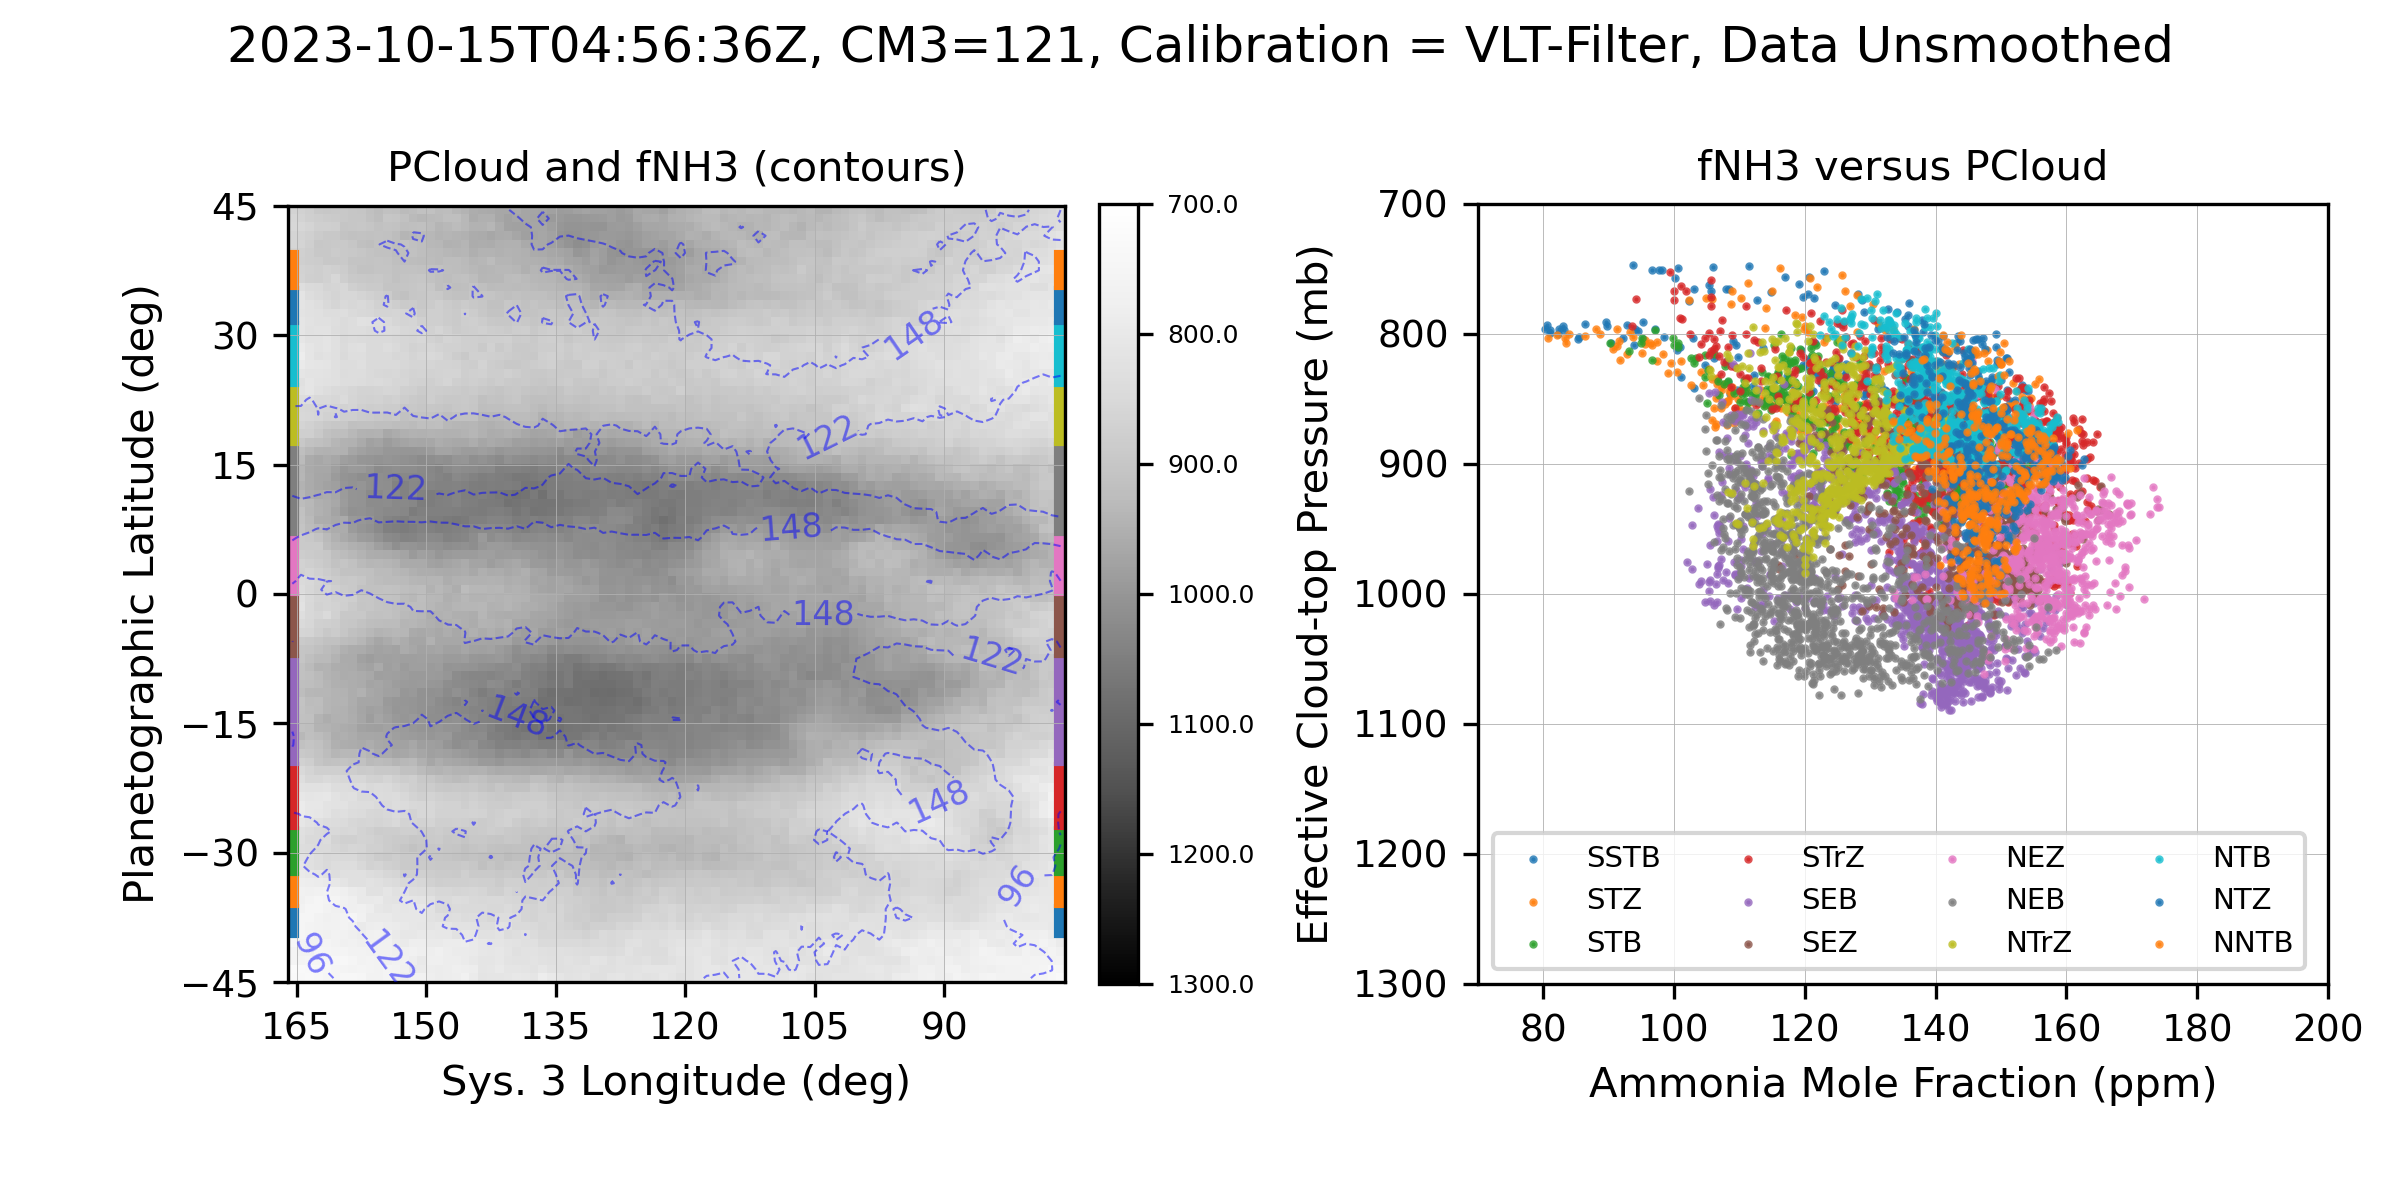 2023-10-15T04:56:36Z, CM3=121, Calibration = VLT-Filter, Data Unsmoothed
PCloud and fNH3 (contours)
Planetographic Latitude (deg)
45
30
15
0
−15
−30
−45
165 150 135 120 105 90
Sys. 3 Longitude (deg)
148
122
122
148
148
122
148
148
96
96
122
700.0
800.0
900.0
1000.0
1100.0
1200.0
1300.0
fNH3 versus PCloud
Effective Cloud-top Pressure (mb)
700
800
900
1000
1100
1200
1300
SSTB STrZ NEZ NTB
STZ SEB NEB NTZ
STB SEZ NTrZ NNTB
80 100 120 140 160 180 200
Ammonia Mole Fraction (ppm)